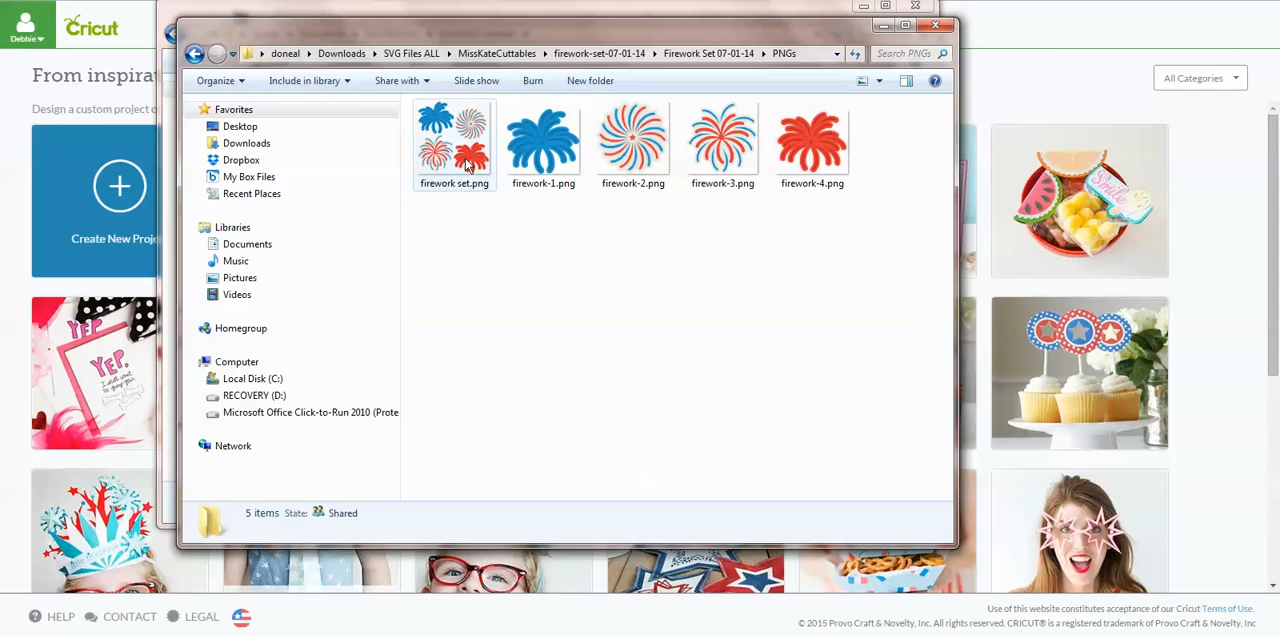 Debbie
Cricut
From inspirat
Design a custom project o
All Categories
Create New Proje
doneal Downloads SVG Files ALL MissKateCuttables firework-set-07-01-14 Firework Set 07-01-14 PNGs
Search PNGs
Organize Include in library Share with Slide show Burn New folder
Favorites
Desktop
Downloads
Dropbox
My Box Files
Recent Places
Libraries
Documents
Music
Pictures
Videos
Homegroup
Computer
Local Disk (C:)
RECOVERY (D:)
Microsoft Office Click-to-Run 2010 (Prote
Network
firework set.png firework-1.png firework-2.png firework-3.png firework-4.png
5 items State: Shared
Smile
YEP,
YEP.
HELP CONTACT LEGAL
Use of this website constitutes acceptance of our Cricut Terms of Use.
© 2015 Provo Craft & Novelty, Inc. All rights reserved. CRICUT® is a registered trademark of Provo Craft & Novelty, Inc